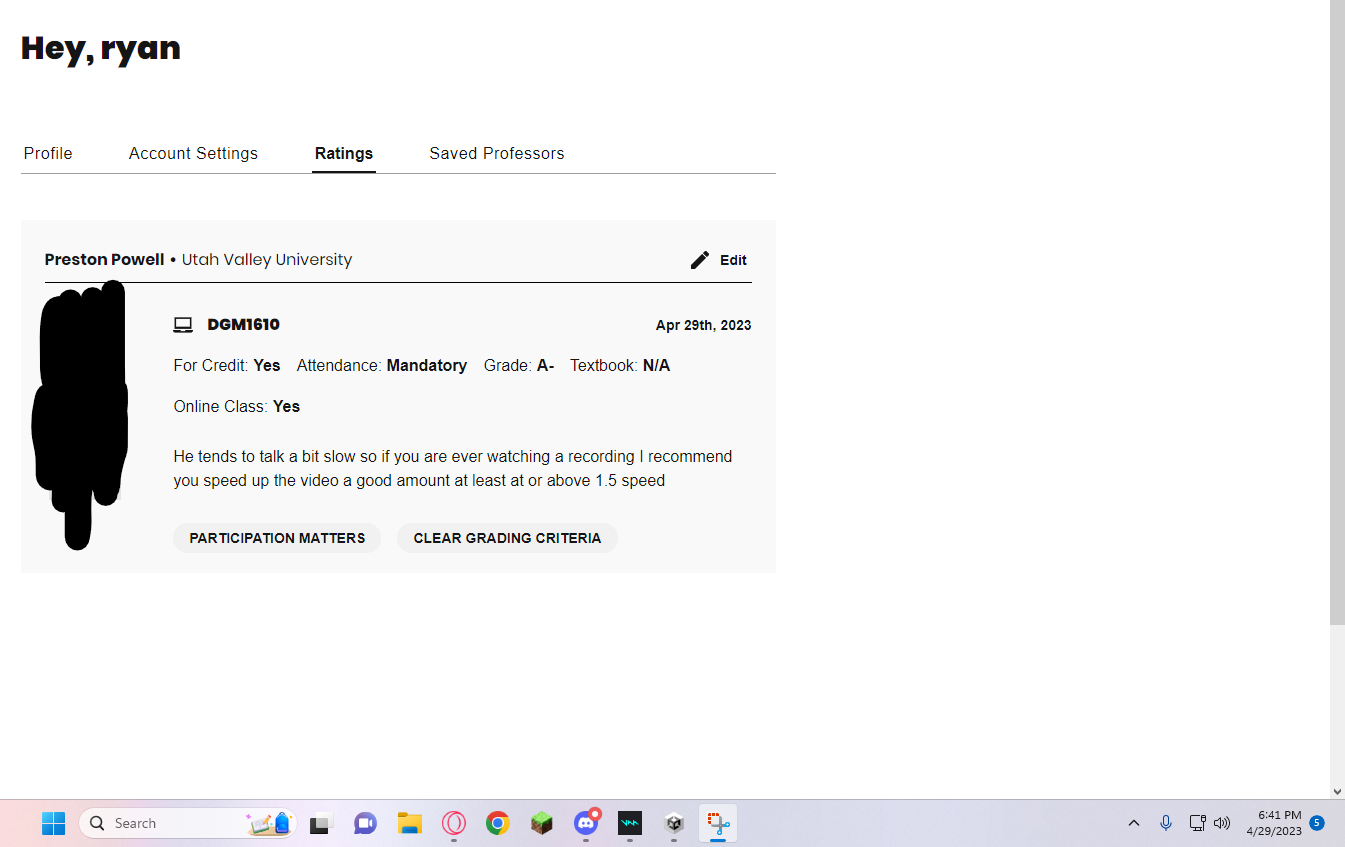 Hey, ryan
Profile Account Settings Ratings Saved Professors
Preston Powell • Utah Valley University Edit
DGM1610 Apr 29th, 2023
For Credit: Yes Attendance: Mandatory Grade: A- Textbook: N/A
Online Class: Yes
He tends to talk a bit slow so if you are ever watching a recording I recommend
you speed up the video a good amount at least at or above 1.5 speed
PARTICIPATION MATTERS CLEAR GRADING CRITERIA
Search
6:41 PM
4/29/2023 5